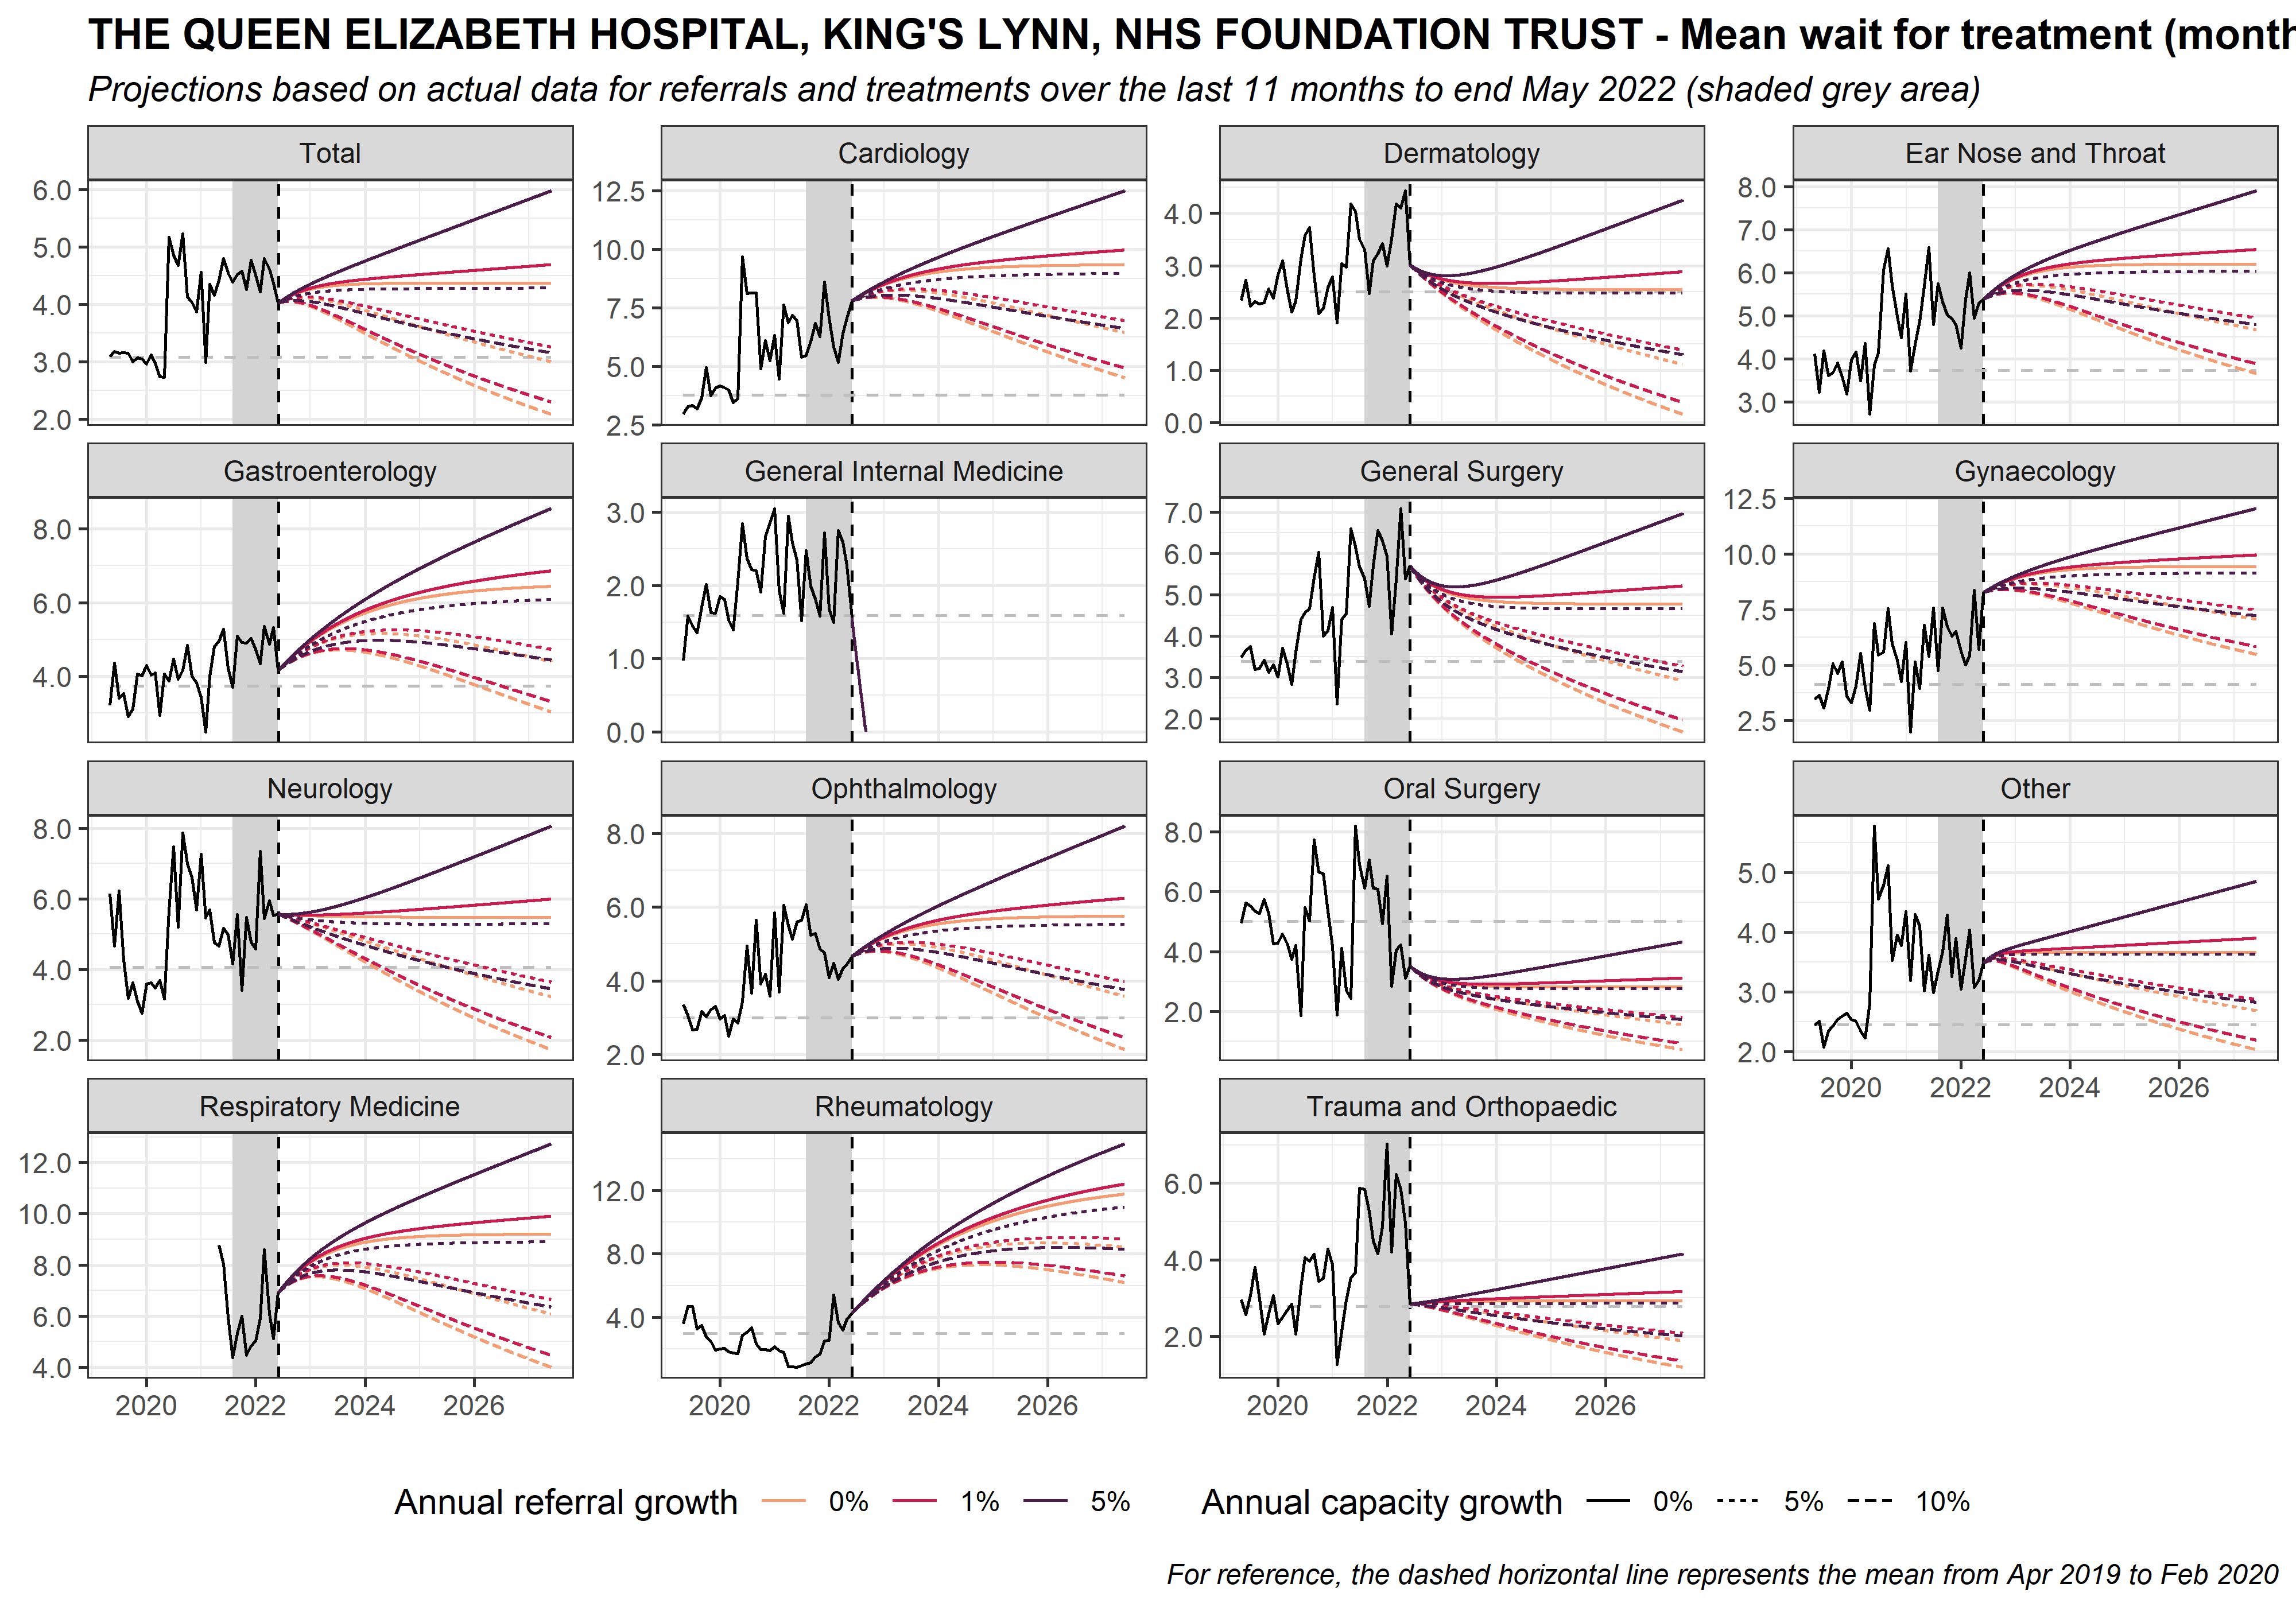 THE QUEEN ELIZABETH HOSPITAL, KING'S LYNN, NHS FOUNDATION TRUST - Mean wait for treatment (month
Projections based on actual data for referrals and treatments over the last 11 months to end May 2022 (shaded grey area)
Total Cardiology Dermatology Ear Nose and Throat
6.0 5.0 4.0 3.0 2.0
12.5 10.0 7.5 5.0 2.5
4.0 3.0 2.0 1.0 0.0
8.0 7.0 6.0 5.0 4.0 3.0
Gastroenterology General Internal Medicine General Surgery Gynaecology
8.0 6.0 4.0
3.0 2.0 1.0 0.0
7.0 6.0 5.0 4.0 3.0 2.0
12.5 10.0 7.5 5.0 2.5
Neurology Ophthalmology Oral Surgery Other
8.0 6.0 4.0 2.0
8.0 6.0 4.0 2.0
8.0 6.0 4.0 2.0
5.0 4.0 3.0 2.0
2020 2022 2024 2026
Respiratory Medicine Rheumatology Trauma and Orthopaedic
12.0 10.0 8.0 6.0 4.0
12.0 8.0 4.0
6.0 4.0 2.0
2020 2022 2024 2026 2020 2022 2024 2026 2020 2022 2024 2026
Annual referral growth 0% 1% 5% Annual capacity growth 0% 5% 10%
For reference, the dashed horizontal line represents the mean from Apr 2019 to Feb 2020